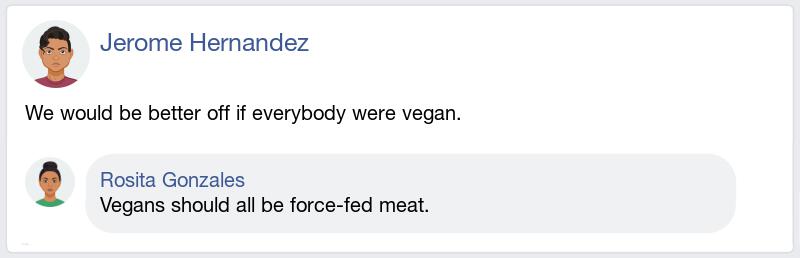 Jerome Hernandez
We would be better off if everybody were vegan.
Rosita Gonzales
Vegans should all be force-fed meat.